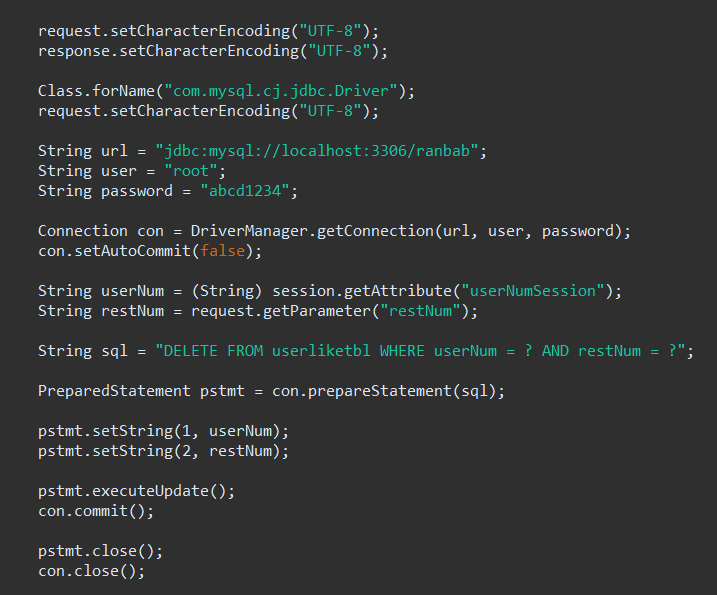 request.setCharacterEncoding("UTF-8");
response.setCharacterEncoding("UTF-8");
Class.forName("com.mysql.cj.jdbc.Driver");
request.setCharacterEncoding("UTF-8");
String url = "jdbc:mysql://localhost:3306/ranbab";
String user = "root";
String password = "abcd1234";
Connection con = DriverManager.getConnection(url, user, password);
con.setAutoCommit(false);
String userNum = (String) session.getAttribute("userNumSession");
String restNum = request.getParameter("restNum");
String sql = "DELETE FROM userliketbl WHERE userNum = ? AND restNum = ?";
PreparedStatement pstmt = con.prepareStatement(sql);
pstmt.setString(1, userNum);
pstmt.setString(2, restNum);
pstmt.executeUpdate();
con.commit();
pstmt.close();
con.close();